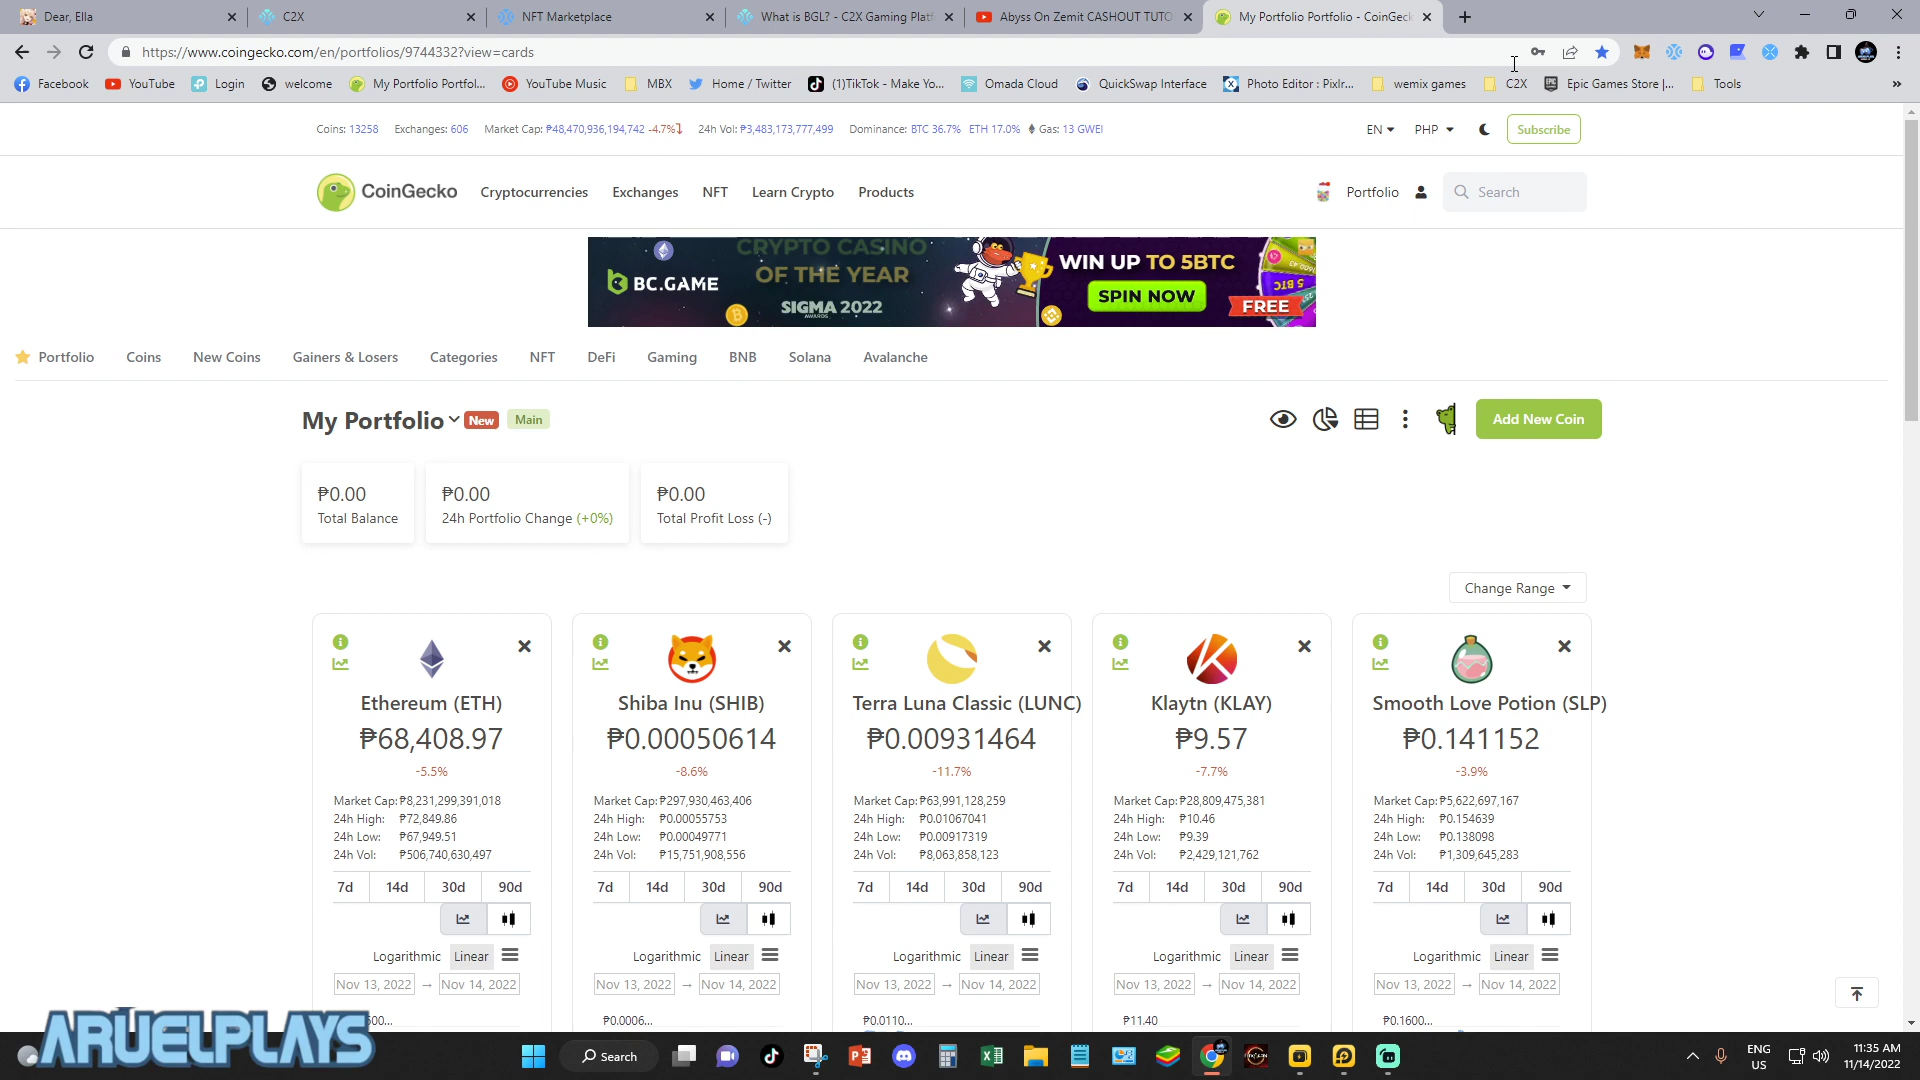 Dear, Ella
C2X
NFT Marketplace
What is BGL? - C2X Gaming Platf
Abyss On Zemit CASHOUT TUTO
My Portfolio Portfolio - CoinGeck
https://www.coingecko.com/en/portfolios/9744332?view=cards
Facebook YouTube Login welcome My Portfolio Portfol... YouTube Music MBX Home / Twitter (1)TikTok - Make Yo... Omada Cloud QuickSwap Interface Photo Editor : Pixlr... wemix games C2X Epic Games Store |... Tools »
Coins: 13258 Exchanges: 606 Market Cap: ₱48,470,936,194,742 -4.7% 24h Vol: ₱3,483,173,777,499 Dominance: BTC 36.7% ETH 17.0% Gas: 13 GWEI
EN PHP Subscribe
CoinGecko Cryptocurrencies Exchanges NFT Learn Crypto Products Portfolio Search
BC.GAME
CRYPTO CASINO
OF THE YEAR
SIGMA 2022
AWARDS
WIN UP TO 5BTC
SPIN NOW
FREE
5 BTC
Portfolio Coins New Coins Gainers & Losers Categories NFT DeFi Gaming BNB Solana Avalanche
My Portfolio New Main
Add New Coin
₱0.00
Total Balance
₱0.00
24h Portfolio Change (+0%)
₱0.00
Total Profit Loss (-)
Change Range
Ethereum (ETH)
₱68,408.97
-5.5%
Market Cap: ₱8,231,299,391,018
24h High: ₱72,849.86
24h Low: ₱67,949.51
24h Vol: ₱506,740,630,497
7d 14d 30d 90d
Logarithmic Linear
Nov 13, 2022 → Nov 14, 2022
Shiba Inu (SHIB)
₱0.00050614
-8.6%
Market Cap: ₱297,930,463,406
24h High: ₱0.00055753
24h Low: ₱0.00049771
24h Vol: ₱15,751,908,556
7d 14d 30d 90d
Logarithmic Linear
Nov 13, 2022 → Nov 14, 2022
₱0.0006...
Terra Luna Classic (LUNC)
₱0.00931464
-11.7%
Market Cap: ₱63,991,128,259
24h High: ₱0.01067041
24h Low: ₱0.00917319
24h Vol: ₱8,063,858,123
7d 14d 30d 90d
Logarithmic Linear
Nov 13, 2022 → Nov 14, 2022
₱0.0110...
Klaytn (KLAY)
₱9.57
-7.7%
Market Cap: ₱28,809,475,381
24h High: ₱10.46
24h Low: ₱9.39
24h Vol: ₱2,429,121,762
7d 14d 30d 90d
Logarithmic Linear
Nov 13, 2022 → Nov 14, 2022
₱11.40
Smooth Love Potion (SLP)
₱0.141152
-3.9%
Market Cap: ₱5,622,697,167
24h High: ₱0.154639
24h Low: ₱0.138098
24h Vol: ₱1,309,645,283
7d 14d 30d 90d
Logarithmic Linear
Nov 13, 2022 → Nov 14, 2022
₱0.1600...
ARUELPLAYS
Search
ENG
US
11:35 AM
11/14/2022